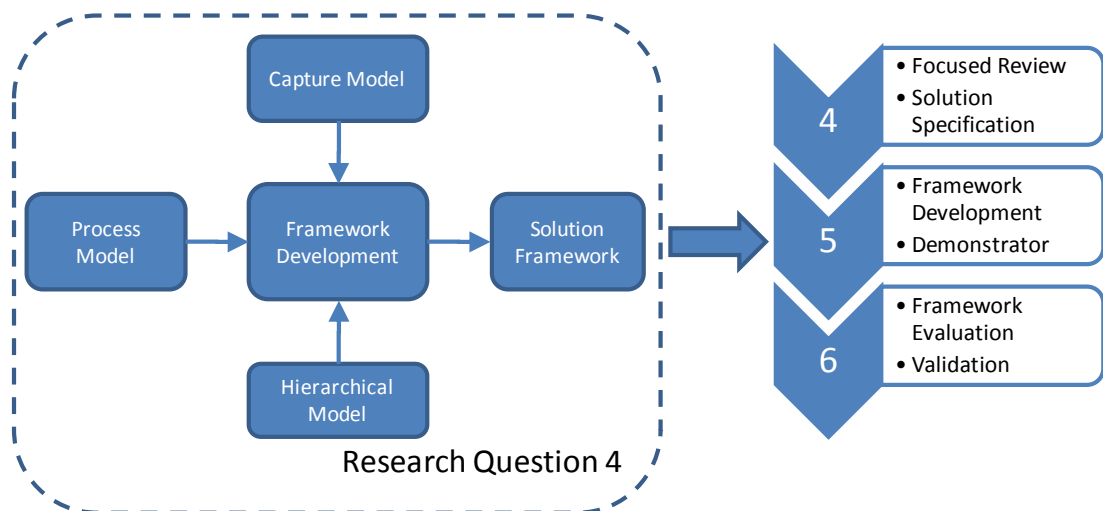 Capture Model
Process
Model
Framework
Development
Solution
Framework
Hierarchical
Model
Research Question 4
4
• Focused Review
• Solution
Specification
5
• Framework
Development
• Demonstrator
6
• Framework
Evaluation
• Validation